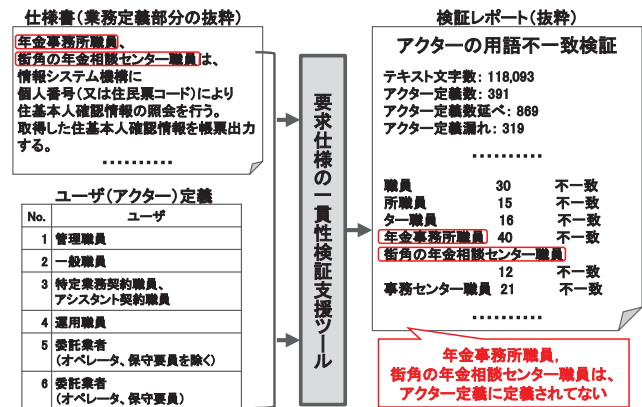 仕様書(業務定義部分の抜粋)
年金事務所職員、
街角の年金相談センター職員は、
情報システム機構に
個人番号(又は住民票コード)により
住基本人確認情報の照会を行う。
取得した住基本人確認情報を帳票出力
する。
…………
ユーザ(アクター)定義
No. ユーザ
1 管理職員
2 一般職員
3 特定業務契約職員、
アシスタント契約職員
4 運用職員
5 委託業者
(オペレータ、保守要員を除く)
6 委託業者
(オペレータ、保守要員)
要求仕様の一貫性検証支援ツール
検証レポート(抜粋)
アクターの用語不一致検証
テキスト文字数: 118,093
アクター定義数: 391
アクター定義数延べ: 869
アクター定義漏れ: 319
…………
職員 30 不一致
所職員 15 不一致
ター職員 16 不一致
年金事務所職員 40 不一致
街角の年金相談センター職員
12 不一致
事務センター職員 21 不一致
…………
年金事務所職員,
街角の年金相談センター職員は、
アクター定義に定義されてない